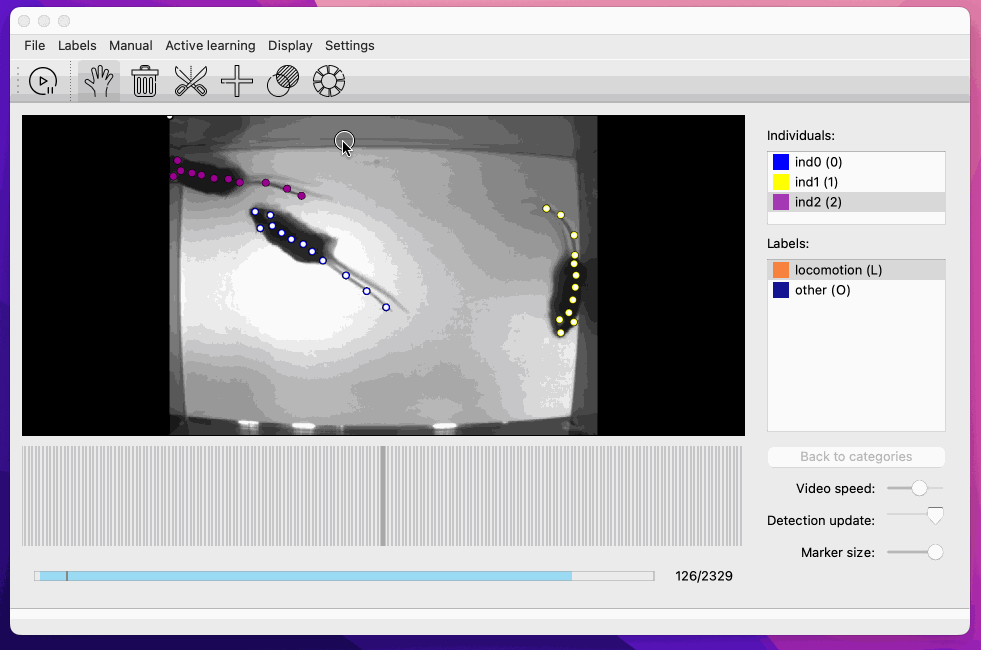 File Labels Manual Active learning Display Settings
Individuals:
ind0 (0)
ind1 (1)
ind2 (2)
Labels:
locomotion (L)
other (O)
Back to categories
Video speed:
Detection update:
Marker size:
126/2329